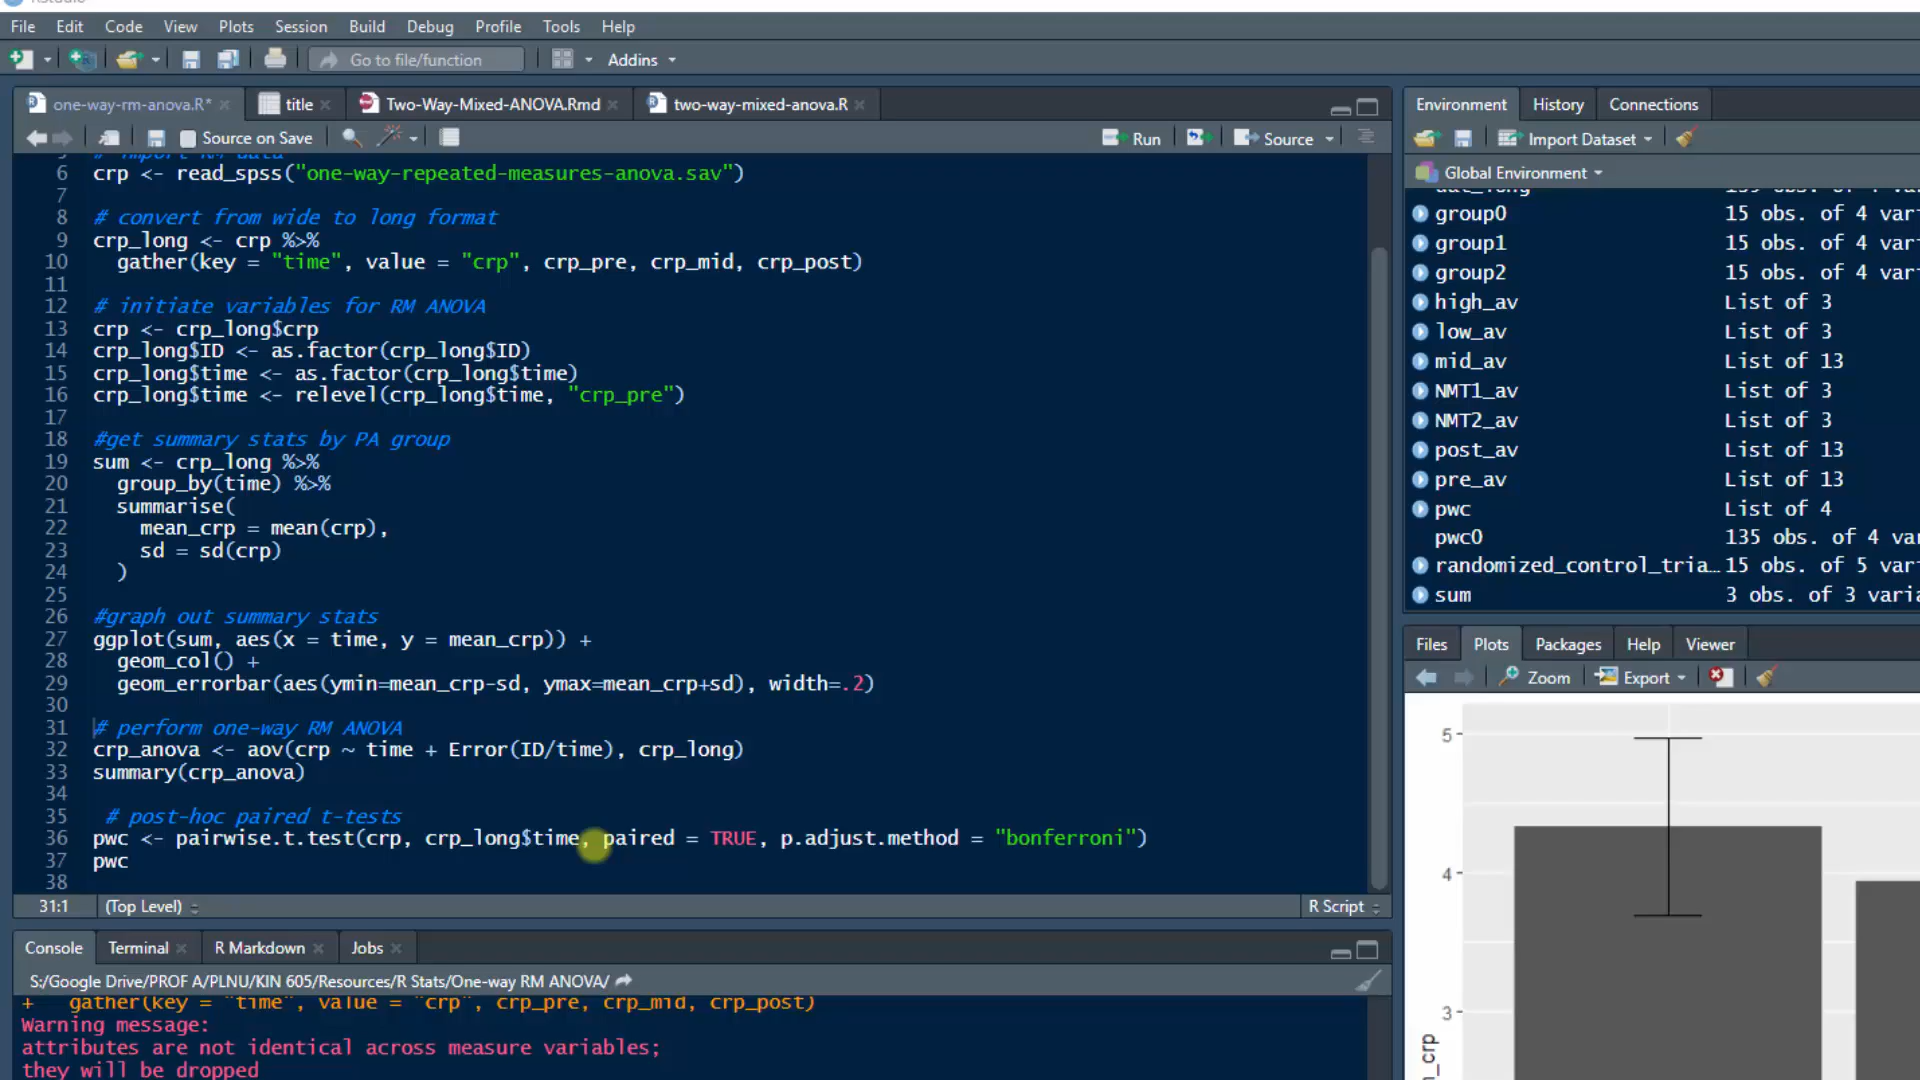 File Edit Code View Plots Session Build Debug Profile Tools Help
Go to file/function Addins
one-way-rm-anova.R* title Two-Way-Mixed-ANOVA.Rmd two-way-mixed-anova.R
Source on Save Run Source
# import RM data
6 crp <- read_spss("one-way-repeated-measures-anova.sav")
7
8 # convert from wide to long format
9 crp_long <- crp %>%
10 gather(key = "time", value = "crp", crp_pre, crp_mid, crp_post)
11
12 # initiate variables for RM ANOVA
13 crp <- crp_long$crp
14 crp_long$ID <- as.factor(crp_long$ID)
15 crp_long$time <- as.factor(crp_long$time)
16 crp_long$time <- relevel(crp_long$time, "crp_pre")
17
18 #get summary stats by PA group
19 sum <- crp_long %>%
20 group_by(time) %>%
21 summarise(
22 mean_crp = mean(crp),
23 sd = sd(crp)
24 )
25
26 #graph out summary stats
27 ggplot(sum, aes(x = time, y = mean_crp)) +
28 geom_col() +
29 geom_errorbar(aes(ymin=mean_crp-sd, ymax=mean_crp+sd), width=.2)
30
31 # perform one-way RM ANOVA
32 crp_anova <- aov(crp ~ time + Error(ID/time), crp_long)
33 summary(crp_anova)
34
35 # post-hoc paired t-tests
36 pwc <- pairwise.t.test(crp, crp_long$time, paired = TRUE, p.adjust.method = "bonferroni")
37 pwc
38
31:1 (Top Level) R Script
Console Terminal R Markdown Jobs
S:/Google Drive/PROF A/PLNU/KIN 605/Resources/R Stats/One-way RM ANOVA/
+ gather(key = "time", value = "crp", crp_pre, crp_mid, crp_post)
Warning message:
attributes are not identical across measure variables;
they will be dropped
Environment History Connections
Import Dataset
Global Environment
group0 15 obs. of 4 vari
group1 15 obs. of 4 vari
group2 15 obs. of 4 vari
high_av List of 3
low_av List of 3
mid_av List of 13
NMT1_av List of 3
NMT2_av List of 3
post_av List of 13
pre_av List of 13
pwc List of 4
pwc0 135 obs. of 4 va
randomized_control_tria… 15 obs. of 5 vari
sum 3 obs. of 3 varia
Files Plots Packages Help Viewer
Zoom Export
5
4
3
n_crp